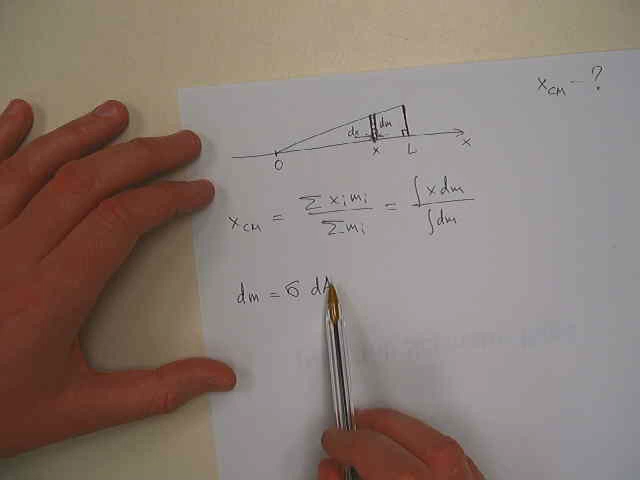 x_CM - ?
dx dm
O x L x
x_CM = Σ x_i m_i / Σ m_i = ∫ x dm / ∫ dm
dm = σ dA